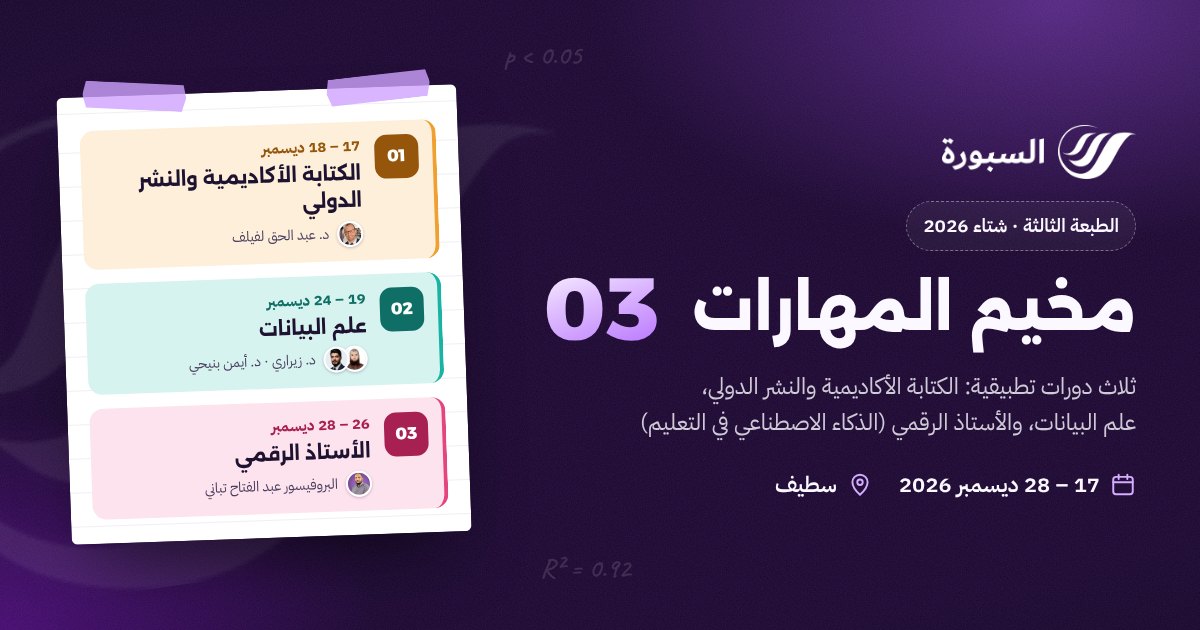 p < 0.05
السبورة
الطبعة الثالثة · شتاء 2026
مخيم المهارات 03
ثلاث دورات تطبيقية: الكتابة الأكاديمية والنشر الدولي،
علم البيانات، والأستاذ الرقمي (الذكاء الاصطناعي في التعليم)
17 – 28 ديسمبر 2026
سطيف
01
17 – 18 ديسمبر
الكتابة الأكاديمية والنشر
الدولي
د. عبد الحق لفيلف
02
19 – 24 ديسمبر
علم البيانات
د. زيراري · د. أيمن بنيحي
03
26 – 28 ديسمبر
الأستاذ الرقمي
البروفيسور عبد الفتاح تباني
R² = 0.92